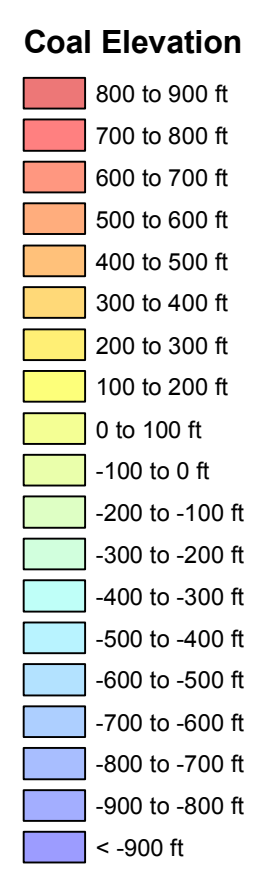 Coal Elevation
800 to 900 ft
700 to 800 ft
600 to 700 ft
500 to 600 ft
400 to 500 ft
300 to 400 ft
200 to 300 ft
100 to 200 ft
0 to 100 ft
-100 to 0 ft
-200 to -100 ft
-300 to -200 ft
-400 to -300 ft
-500 to -400 ft
-600 to -500 ft
-700 to -600 ft
-800 to -700 ft
-900 to -800 ft
< -900 ft